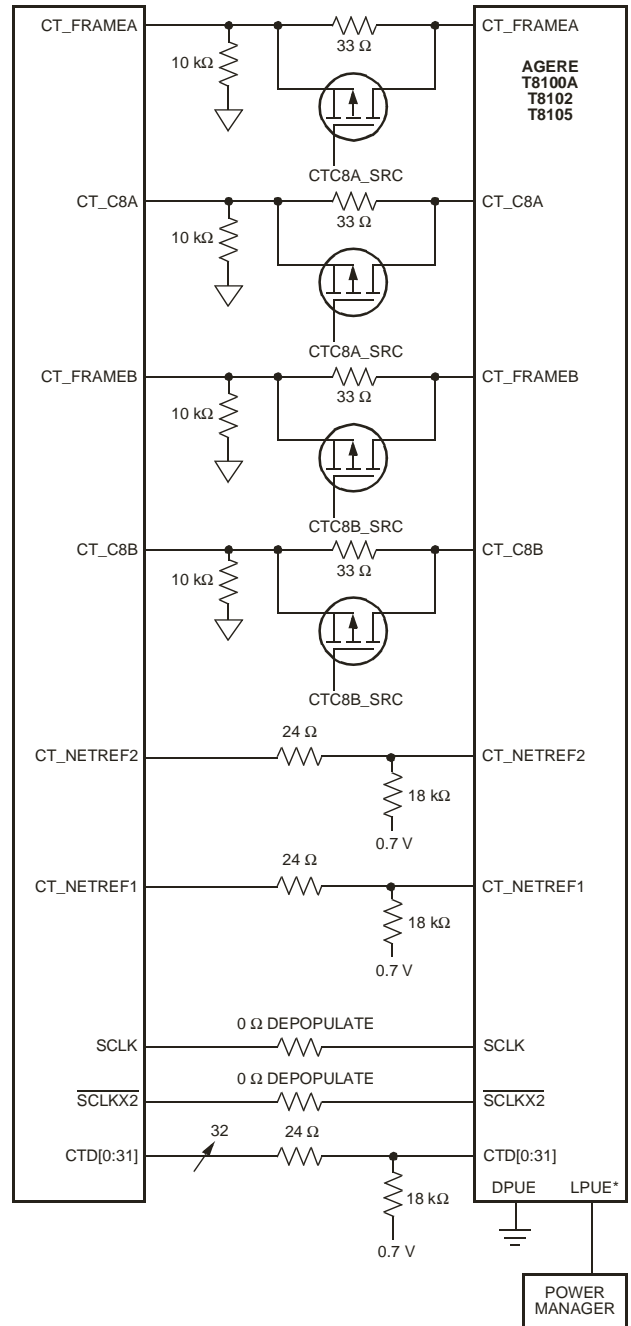 CT_FRAMEA
33 Ω
CT_FRAMEA
10 kΩ
AGERE
T8100A
T8102
T8105
CTC8A_SRC
CT_C8A
33 Ω
CT_C8A
10 kΩ
CTC8A_SRC
CT_FRAMEB
33 Ω
CT_FRAMEB
10 kΩ
CTC8B_SRC
CT_C8B
33 Ω
CT_C8B
10 kΩ
CTC8B_SRC
24 Ω
CT_NETREF2
CT_NETREF2
18 kΩ
0.7 V
24 Ω
CT_NETREF1
CT_NETREF1
18 kΩ
0.7 V
0 Ω DEPOPULATE
SCLK
SCLK
0 Ω DEPOPULATE
SCLKX2
SCLKX2
32
24 Ω
CTD[0:31]
CTD[0:31]
DPUE
LPUE*
18 kΩ
0.7 V
POWER
MANAGER